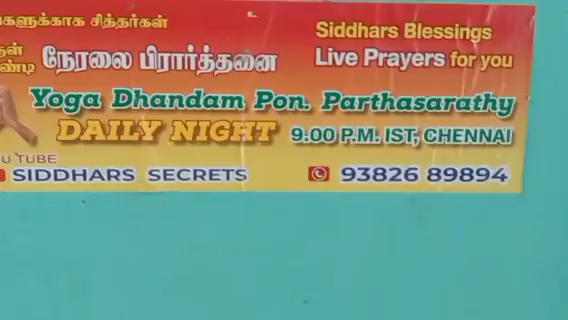 களுக்காக சித்தர்கள்
Siddhars Blessings
நேரலை பிரார்த்தனை
Live Prayers for you
Yoga Dhandam Pon. Parthasarathy
DAILY NIGHT 9.00 P.M. IST, CHENNAI
U TUBE
SIDDHARS SECRETS 93826 89894